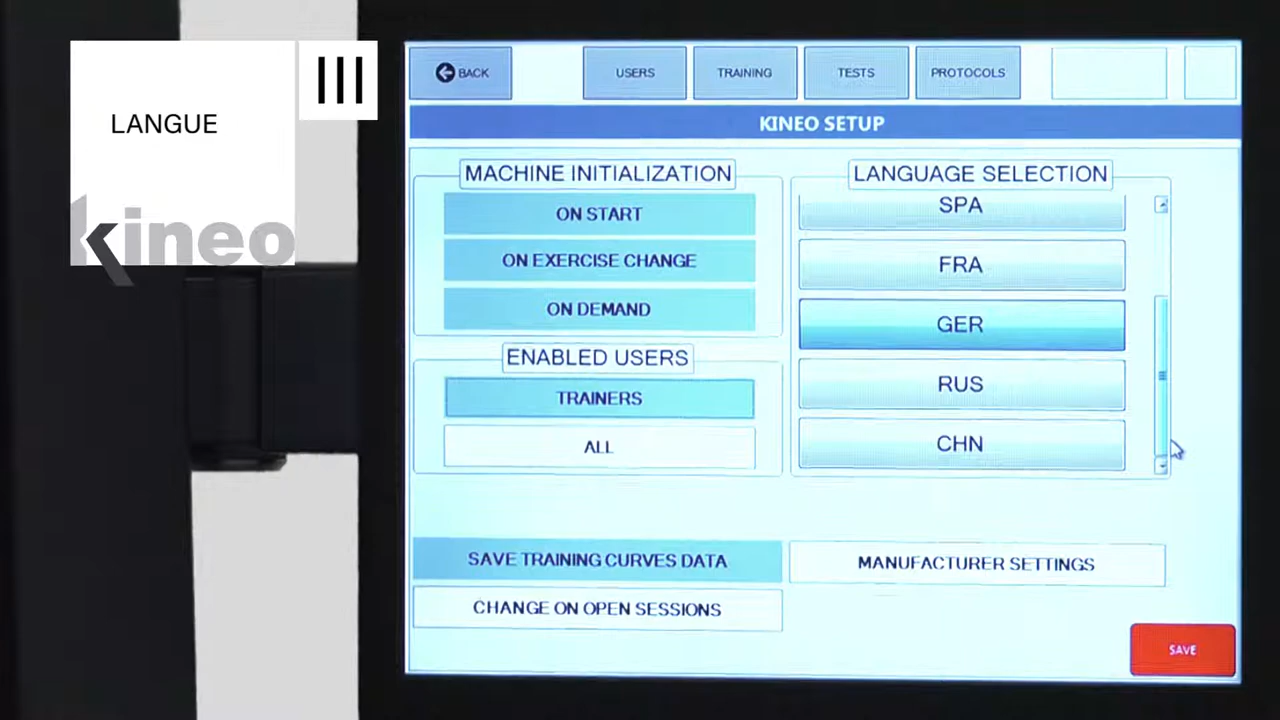 LANGUE
kineo
BACK
USERS
TRAINING
TESTS
PROTOCOLS
KINEO SETUP
MACHINE INITIALIZATION
ON START
ON EXERCISE CHANGE
ON DEMAND
ENABLED USERS
TRAINERS
ALL
LANGUAGE SELECTION
SPA
FRA
GER
RUS
CHN
SAVE TRAINING CURVES DATA
MANUFACTURER SETTINGS
CHANGE ON OPEN SESSIONS
SAVE